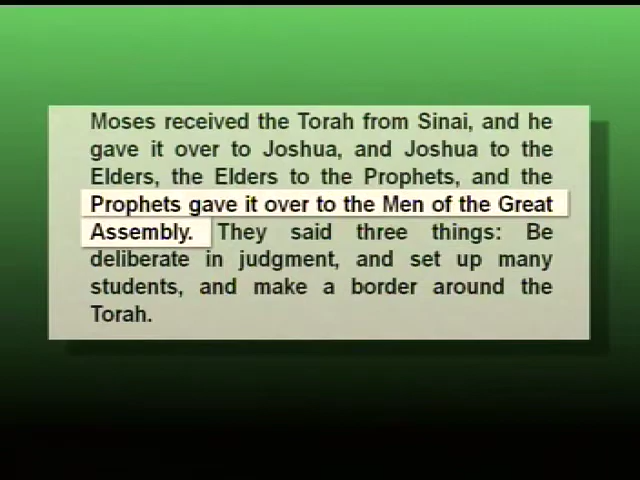 Moses received the Torah from Sinai, and he
gave it over to Joshua, and Joshua to the
Elders, the Elders to the Prophets, and the
Prophets gave it over to the Men of the Great
Assembly. They said three things: Be
deliberate in judgment, and set up many
students, and make a border around the
Torah.